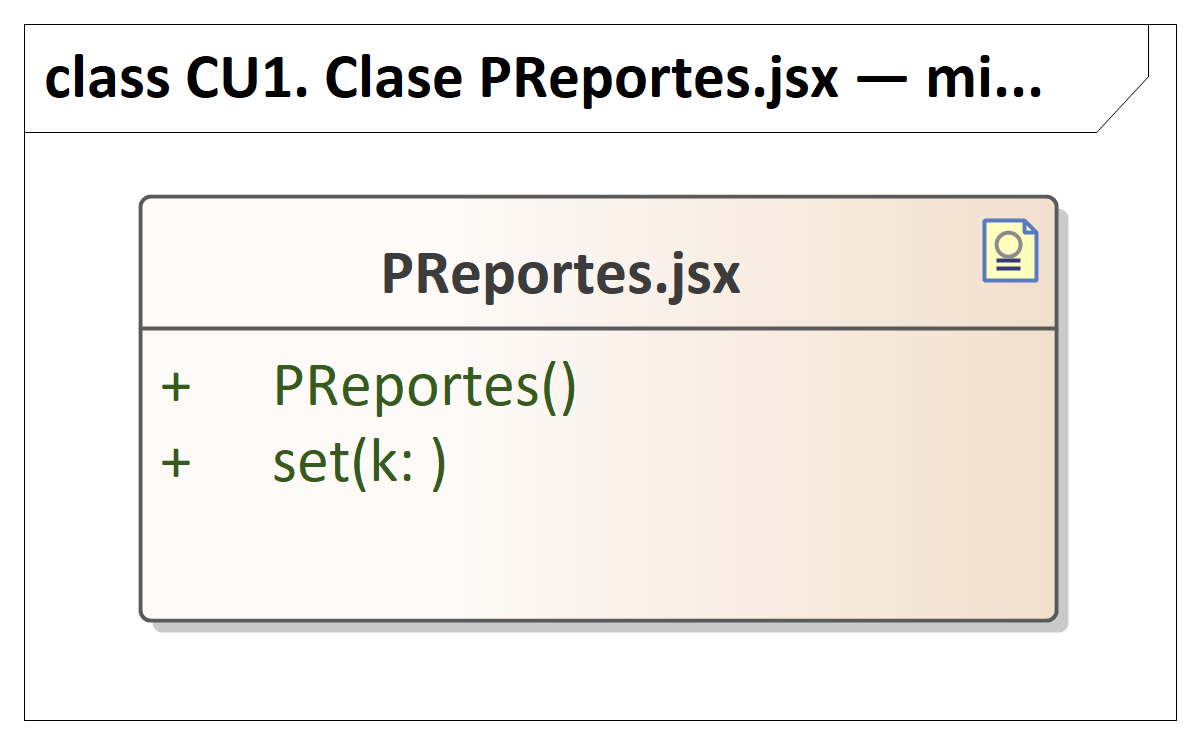 class CU1. Clase PReportes.jsx — mi...
PReportes.jsx
+ PReportes()
+ set(k: )